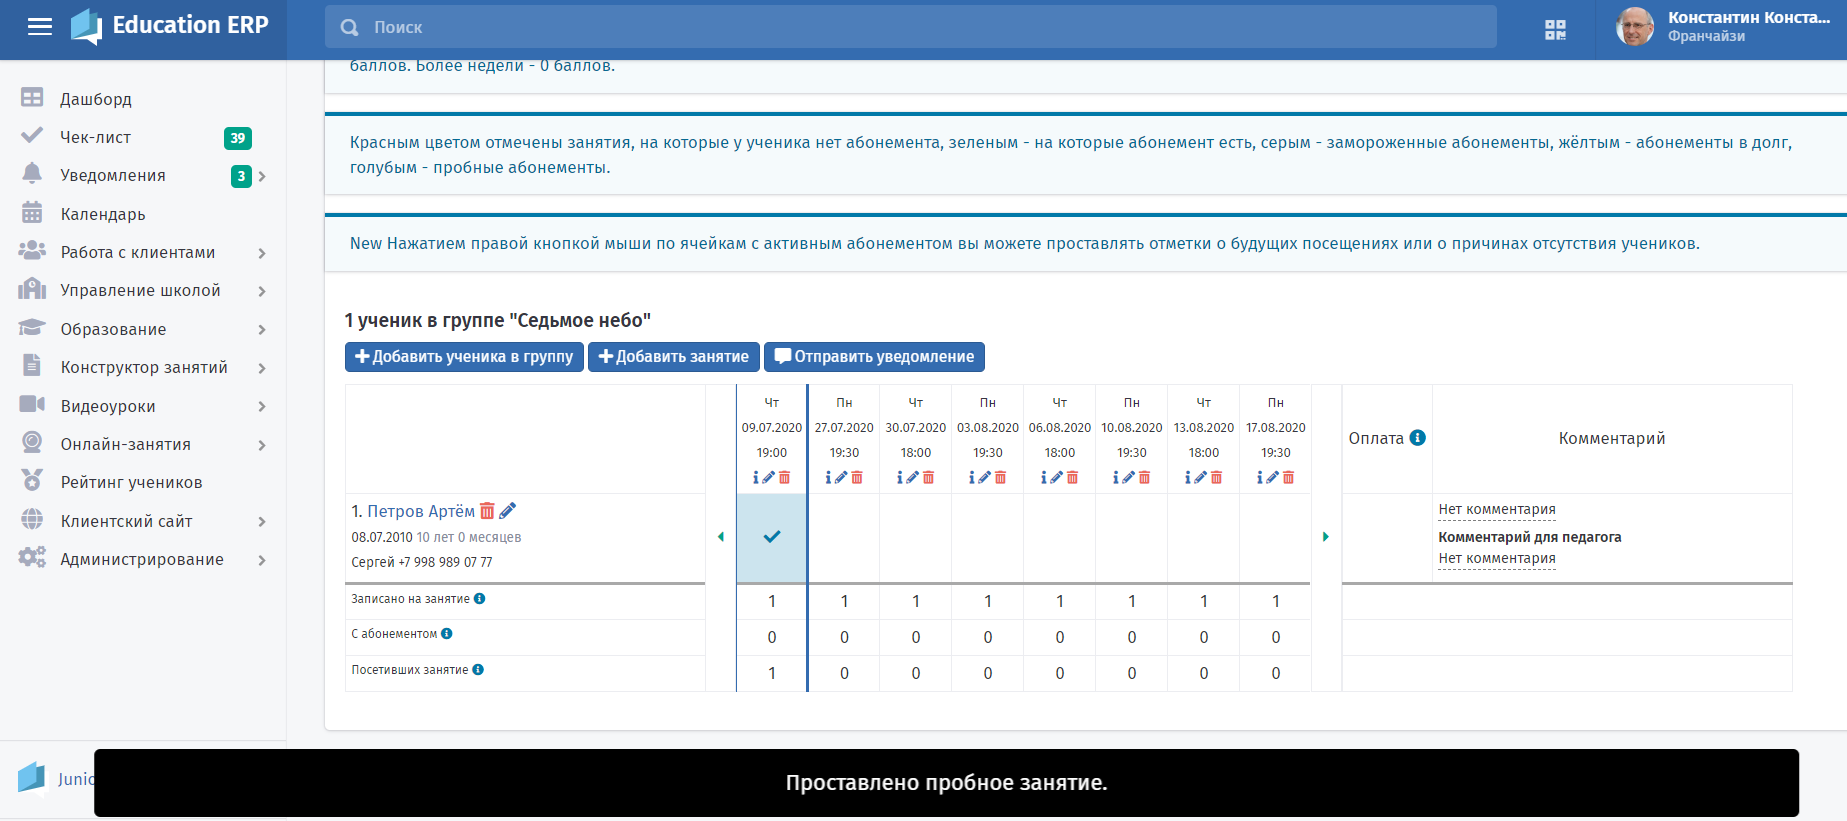 Education ERP
Поиск
Константин Конста...
Франчайзи
Дашборд
Чек-лист 39
Уведомления 3
Календарь
Работа с клиентами
Управление школой
Образование
Конструктор занятий
Видеоуроки
Онлайн-занятия
Рейтинг учеников
Клиентский сайт
Администрирование
Junio
баллов. Более недели - 0 баллов.
Красным цветом отмечены занятия, на которые у ученика нет абонемента, зеленым - на которые абонемент есть, серым - замороженные абонементы, жёлтым - абонементы в долг,
голубым - пробные абонементы.
New Нажатием правой кнопкой мыши по ячейкам с активным абонементом вы можете проставлять отметки о будущих посещениях или о причинах отсутствия учеников.
1 ученик в группе "Седьмое небо"
Добавить ученика в группу Добавить занятие Отправить уведомление
Чт Пн Чт Пн Чт Пн Чт Пн
09.07.2020 27.07.2020 30.07.2020 03.08.2020 06.08.2020 10.08.2020 13.08.2020 17.08.2020
19:00 19:30 18:00 19:30 18:00 19:30 18:00 19:30
Оплата Комментарий
1. Петров Артём
08.07.2010 10 лет 0 месяцев
Сергей +7 998 989 07 77
Нет комментария
Комментарий для педагога
Нет комментария
Записано на занятие 1 1 1 1 1 1 1 1
С абонементом 0 0 0 0 0 0 0 0
Посетивших занятие 1 0 0 0 0 0 0 0
Проставлено пробное занятие.